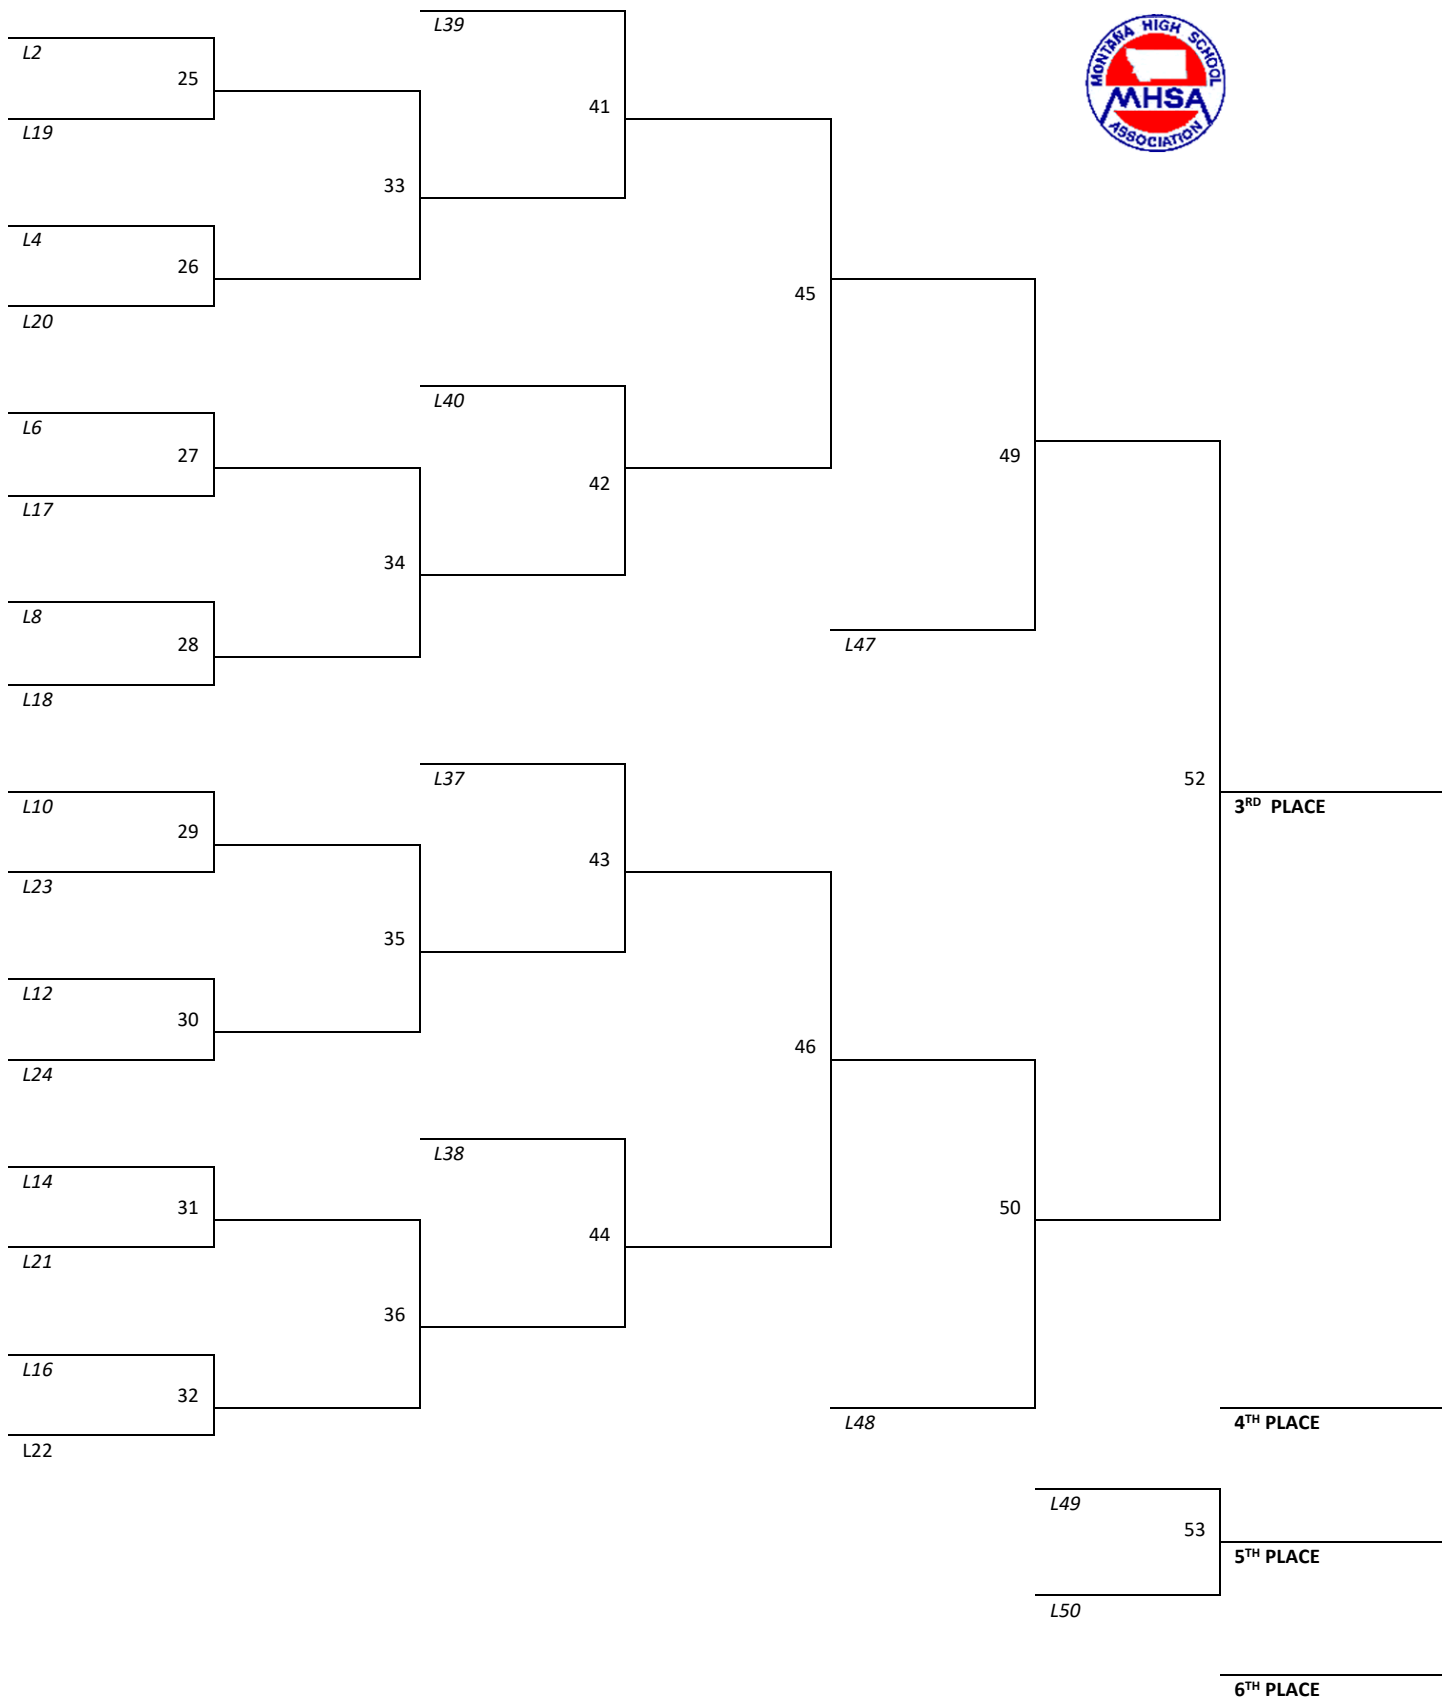 L39
L2
25
41
L19
33
L4
26
L20
45
L40
L6
27
49
42
L17
34
L8
28
L47
L18
L37
52
L10
3RD PLACE
29
43
L23
35
L12
30
46
L24
L38
L14
31
50
44
L21
36
L16
32
L48
4TH PLACE
L22
L49
53
5TH PLACE
L50
6TH PLACE
MONTANA HIGH SCHOOL
MHSA
ASSOCIATION